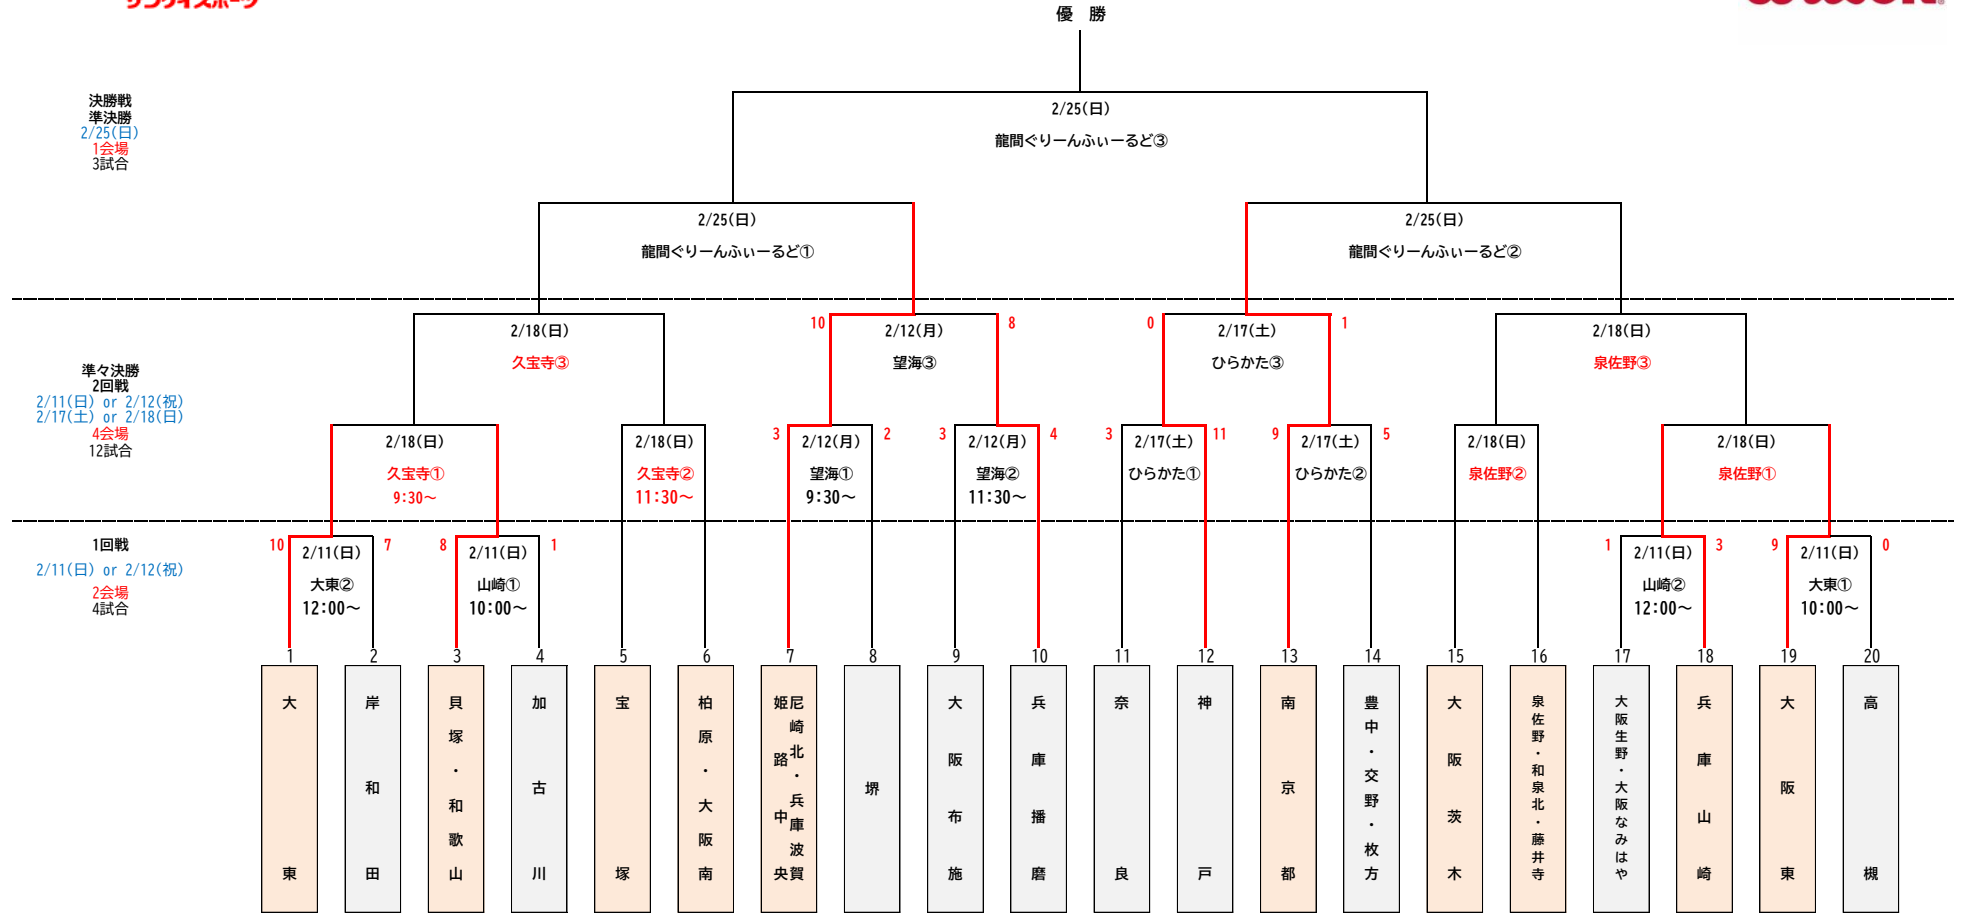 サンケイスポーツ
優 勝
決勝戦
準決勝
2/25(日)
1会場
3試合
2/25(日)
龍間ぐりーんふぃーるど③
2/25(日)
龍間ぐりーんふぃーるど①
2/25(日)
龍間ぐりーんふぃーるど②
準々決勝
2回戦
2/11(日) or 2/12(祝)
2/17(土) or 2/18(日)
4会場
12試合
2/18(日)
久宝寺③
10 2/12(月) 8
望海③
0 2/17(土) 1
ひらかた③
2/18(日)
泉佐野③
2/18(日)
久宝寺①
9:30～
2/18(日)
久宝寺②
11:30～
3 2/12(月) 2
望海①
9:30～
3 2/12(月) 4
望海②
11:30～
3 2/17(土) 11
ひらかた①
9 2/17(土) 5
ひらかた②
2/18(日)
泉佐野②
2/18(日)
泉佐野①
1回戦
2/11(日) or 2/12(祝)
2会場
4試合
10 2/11(日) 7
大東②
12:00～
8 2/11(日) 1
山崎①
10:00～
1 2/11(日) 3
山崎②
12:00～
9 2/11(日) 0
大東①
10:00～
1 2 3 4 5 6 7 8 9 10 11 12 13 14 15 16 17 18 19 20
大東
岸和田
貝塚・和歌山
加古川
宝塚
柏原・大阪南
尼崎北・兵庫波賀
姫路中央
堺
大阪布施
兵庫播磨
奈良
神戸
南京都
豊中・交野・枚方
大阪茨木
泉佐野・和泉北・藤井寺
大阪生野・大阪なみはや
兵庫山崎
大阪東
高槻